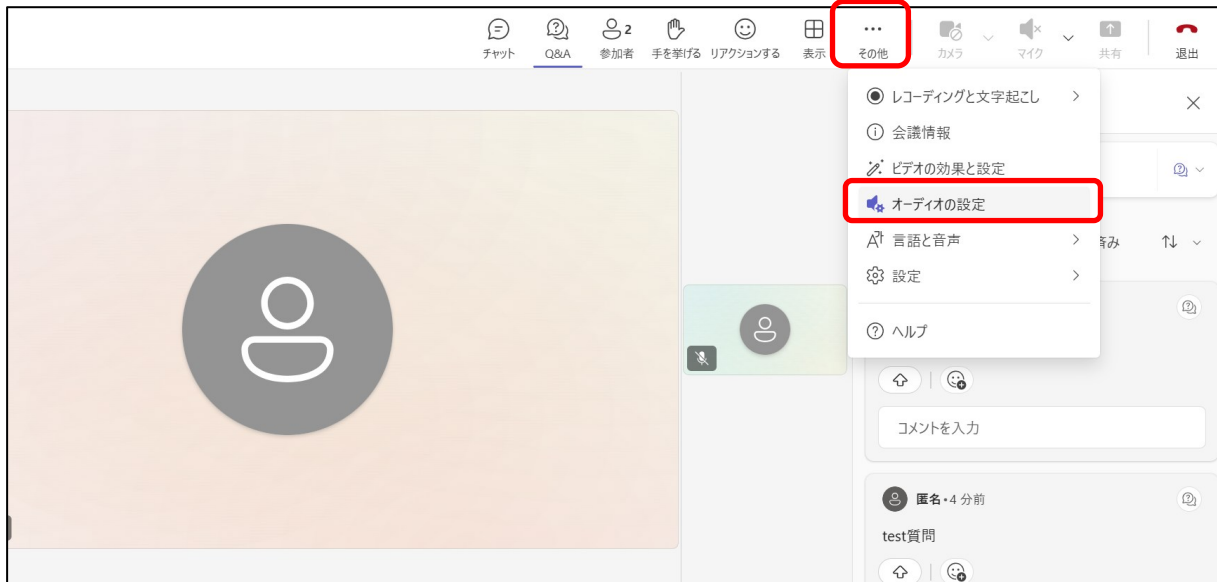 チャット
Q&A
2
参加者
手を挙げる
リアクションする
表示
その他
カメラ
マイク
共有
退出
レコーディングと文字起こし
会議情報
ビデオの効果と設定
オーディオの設定
言語と音声
設定
ヘルプ
済み
コメントを入力
匿名・4 分前
test質問